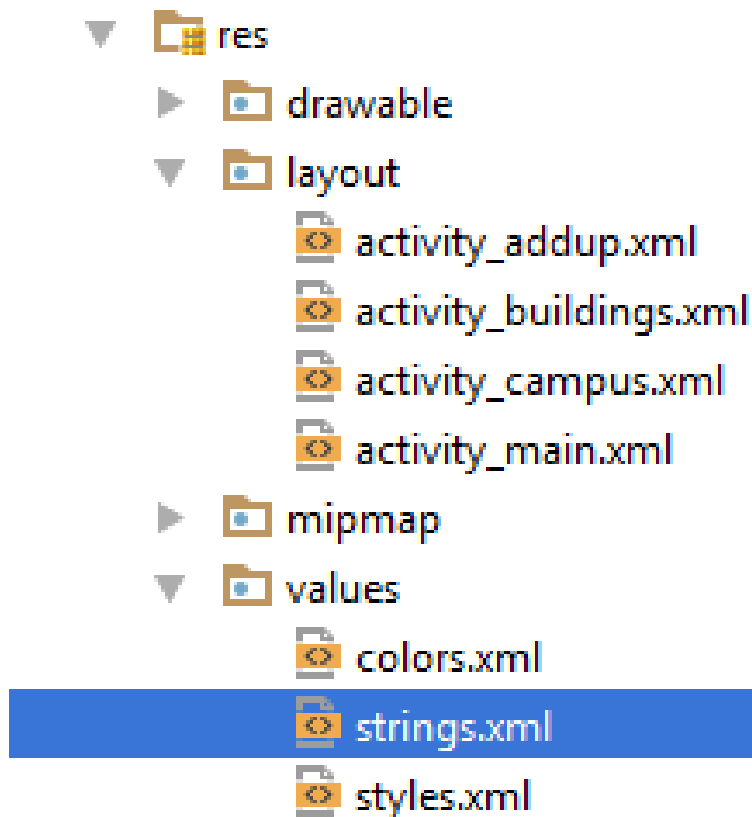 res
drawable
layout
activity_addup.xml
activity_buildings.xml
activity_campus.xml
activity_main.xml
mipmap
values
colors.xml
strings.xml
styles.xml